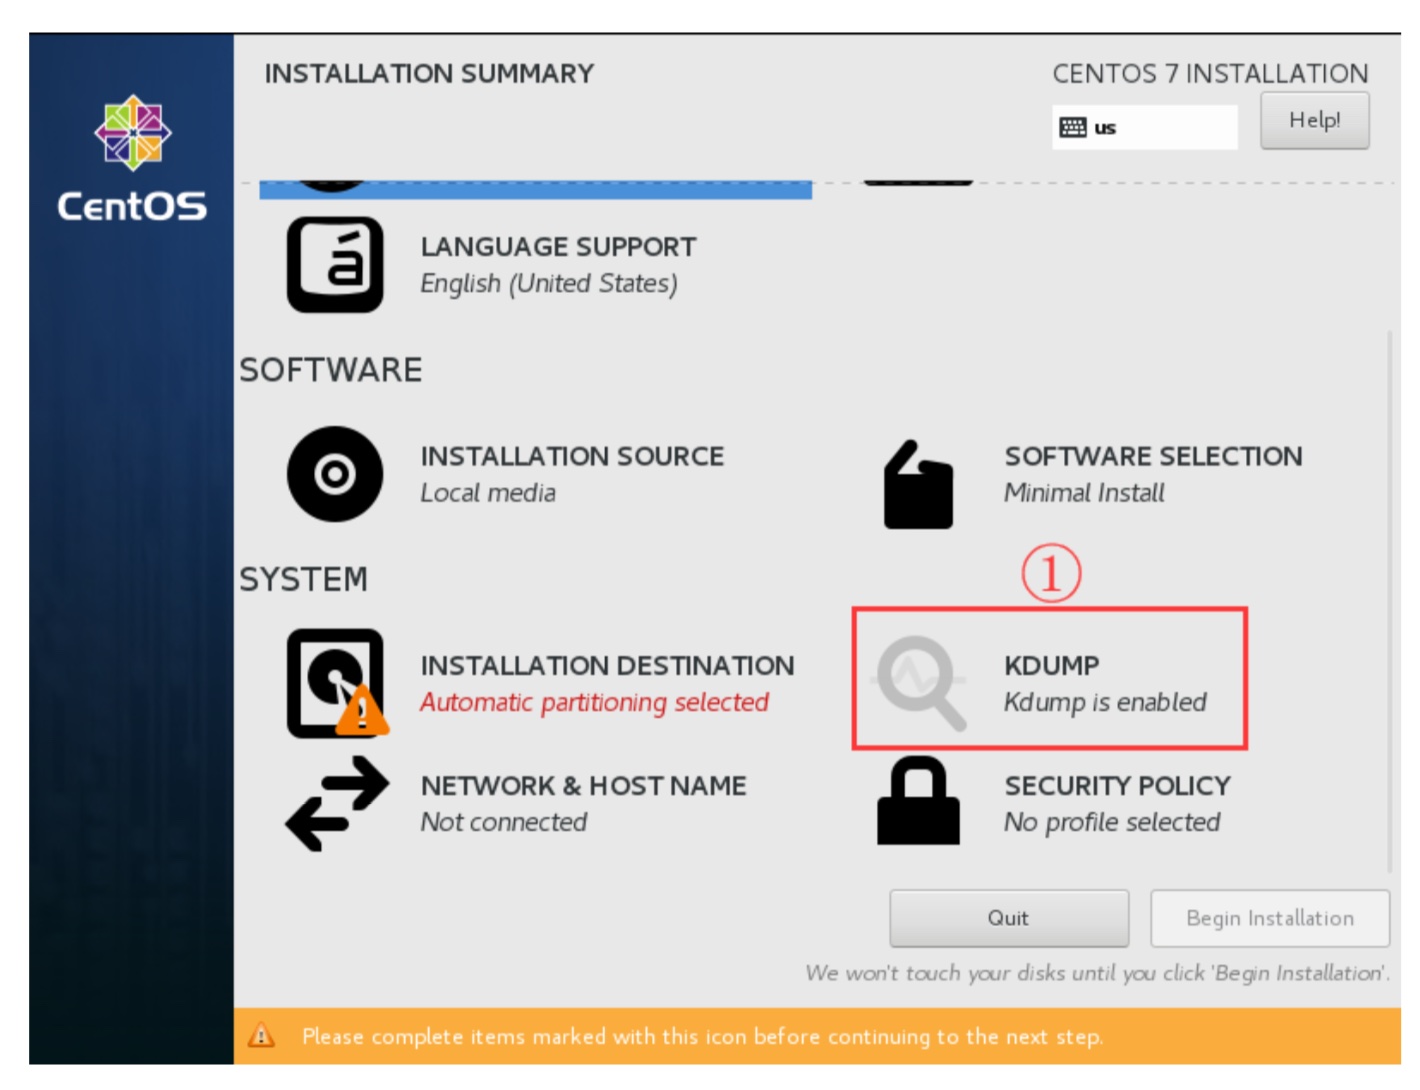 INSTALLATION SUMMARY
CENTOS 7 INSTALLATION
us
Help!
CentOS
á
LANGUAGE SUPPORT
English (United States)
SOFTWARE
INSTALLATION SOURCE
Local media
SOFTWARE SELECTION
Minimal Install
SYSTEM
①
INSTALLATION DESTINATION
Automatic partitioning selected
KDUMP
Kdump is enabled
NETWORK & HOST NAME
Not connected
SECURITY POLICY
No profile selected
Quit
Begin Installation
We won't touch your disks until you click 'Begin Installation'.
Please complete items marked with this icon before continuing to the next step.